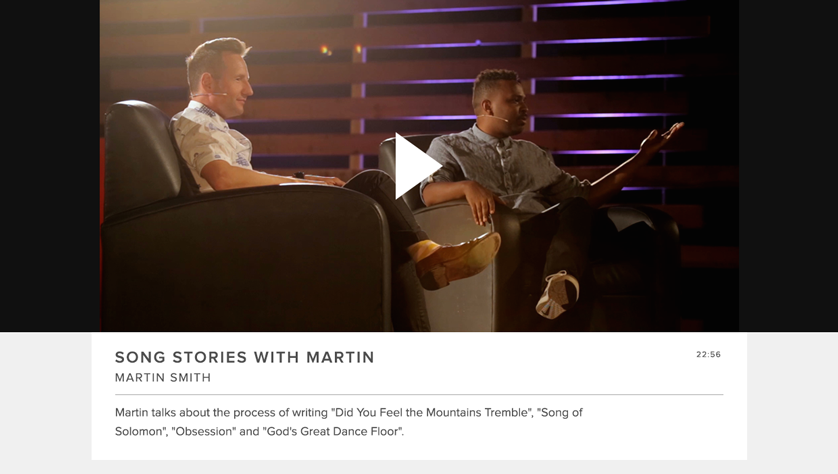 SONG STORIES WITH MARTIN
22:56
MARTIN SMITH
Martin talks about the process of writing "Did You Feel the Mountains Tremble", "Song of
Solomon", "Obsession" and "God's Great Dance Floor".